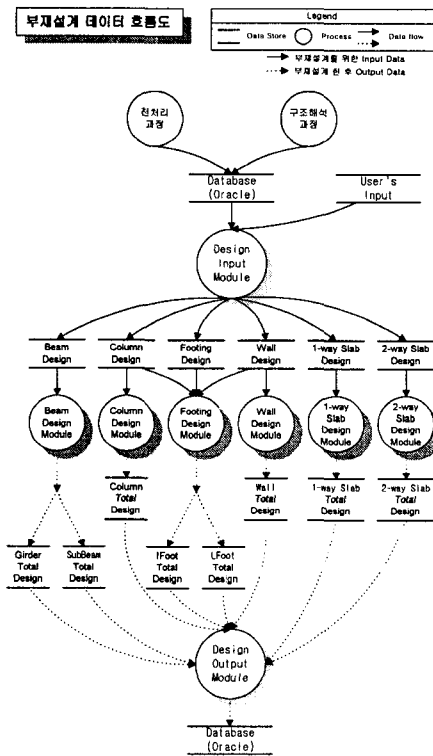 부재설계 데이터 흐름도
Legend
Data Store
Process
Data flow
부재설계를 위한 Input Data
부재설계 한 후 Output Data
전처리
과정
구조해석
과정
Database
(Oracle)
User's
Input
Design
Input
Module
Beam
Design
Column
Design
Footing
Design
Wall
Design
1-way Slab
Design
2-way Slab
Design
Beam
Design
Module
Column
Design
Module
Footing
Design
Module
Wall
Design
Module
1-way
Slab
Design
Module
2-way
Slab
Design
Module
Column
Total
Design
Wall
Total
Design
1-way Slab
Total
Design
2-way Slab
Total
Design
Girder
Total
Design
SubBeam
Total
Design
IFoot
Total
Design
LFoot
Total
Design
Design
Output
Module
Database
(Oracle)